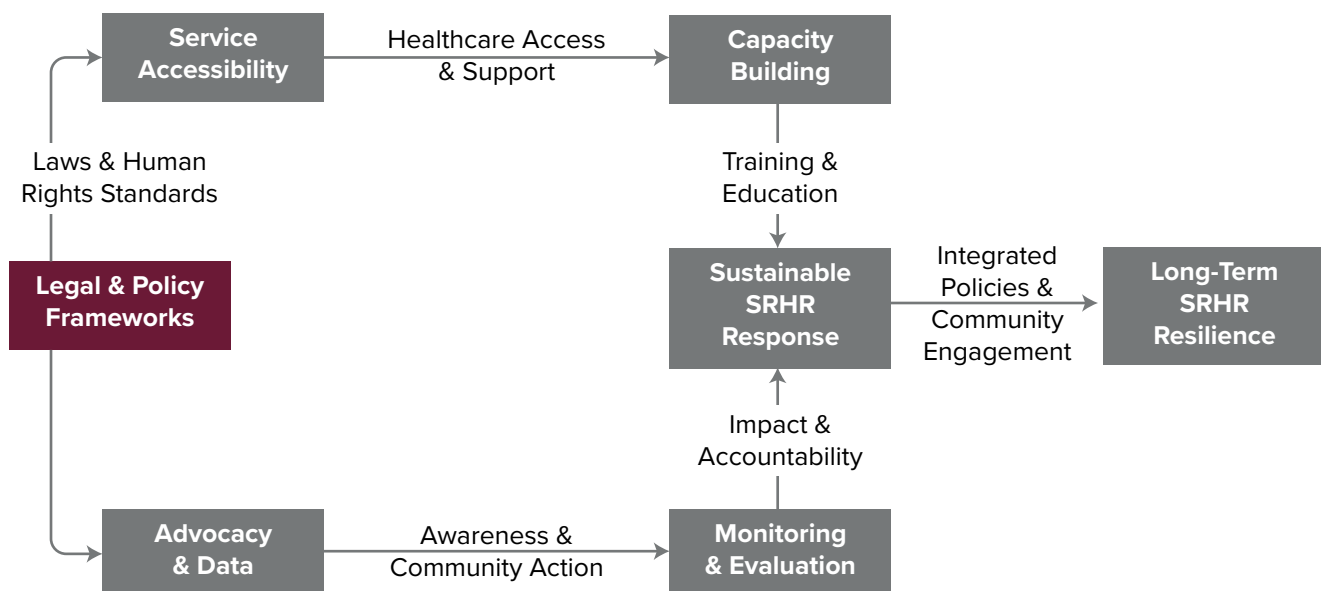 Service
Accessibility
Healthcare Access
& Support
Capacity
Building
Laws & Human
Rights Standards
Training &
Education
Legal & Policy
Frameworks
Sustainable
SRHR
Response
Integrated
Policies &
Community
Engagement
Long-Term
SRHR
Resilience
Impact &
Accountability
Advocacy
& Data
Awareness &
Community Action
Monitoring
& Evaluation